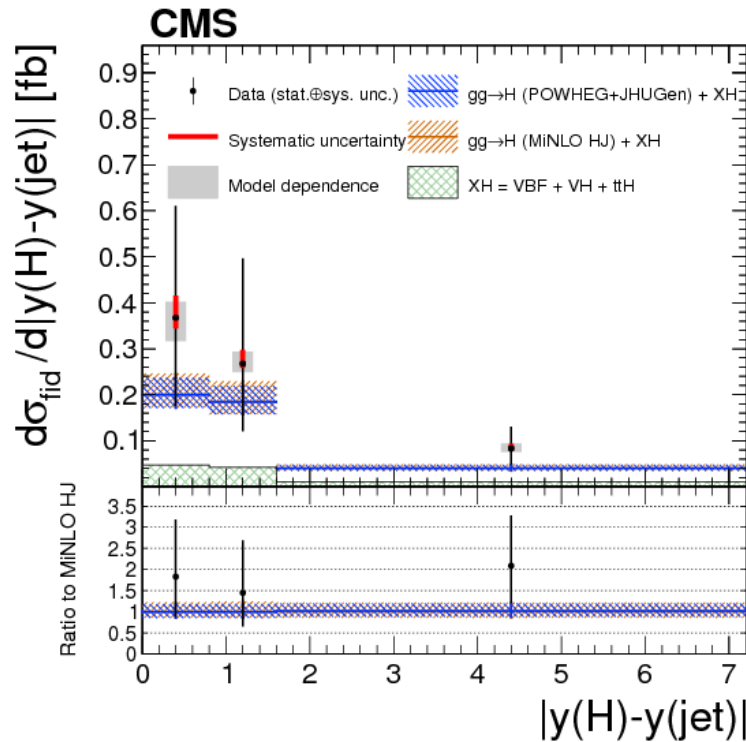 CMS
dσfid /d|y(H)-y(jet)| [fb]
0.9
0.8
0.7
0.6
0.5
0.4
0.3
0.2
0.1
Data (stat.⊕sys. unc.)
Systematic uncertainty
Model dependence
gg→H (POWHEG+JHUGen) + XH
gg→H (MiNLO HJ) + XH
XH = VBF + VH + ttH
Ratio to MiNLO HJ
3.5
3
2.5
2
1.5
1
0.5
0
0 1 2 3 4 5 6 7
|y(H)-y(jet)|